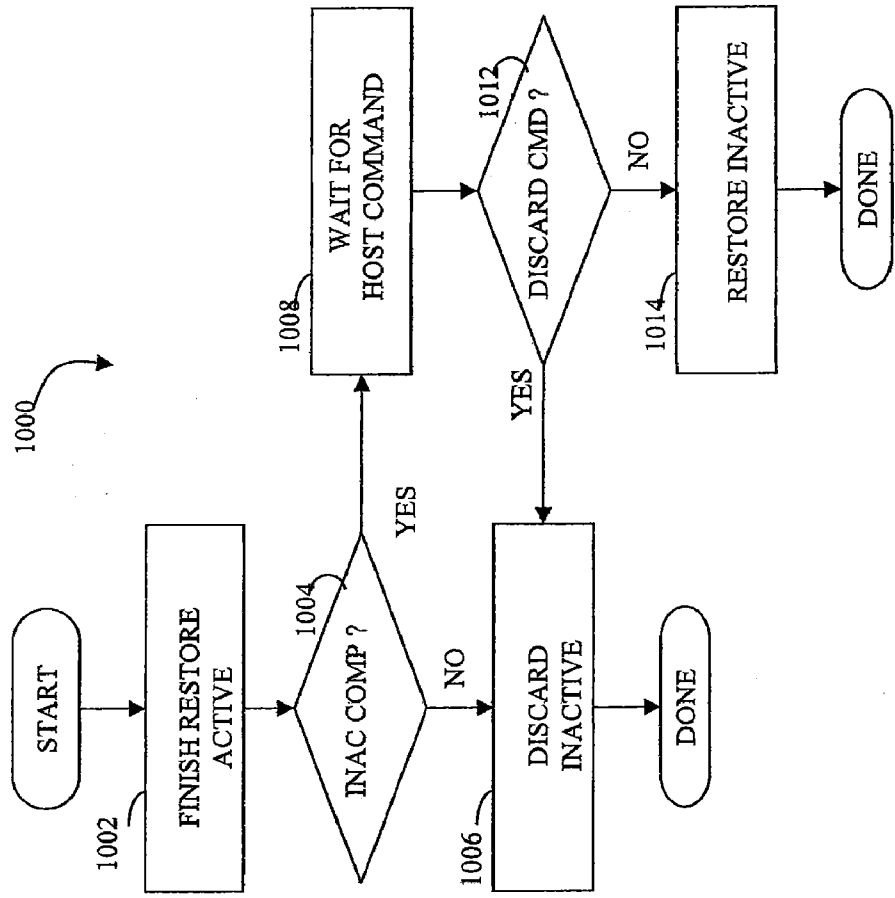 1000
START
1002
FINISH RESTORE
ACTIVE
1004
INAC COMP ?
YES
NO
1006
DISCARD
INACTIVE
DONE
1008
WAIT FOR
HOST COMMAND
1012
DISCARD CMD ?
YES
NO
1014
RESTORE INACTIVE
DONE